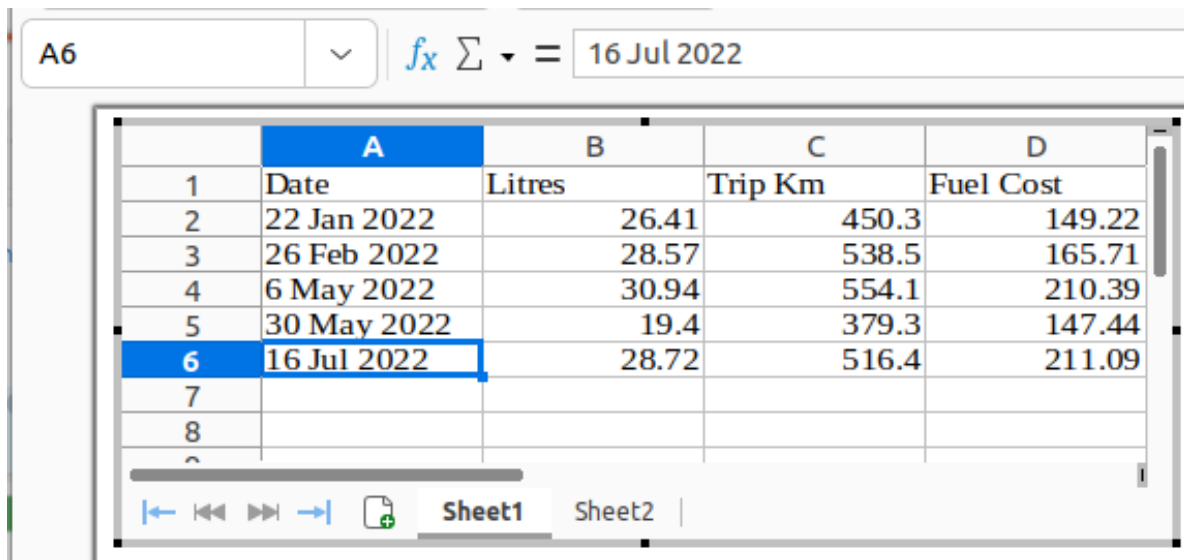 A6 fx Σ = 16 Jul 2022
A B C D
1 Date Litres Trip Km Fuel Cost
2 22 Jan 2022 26.41 450.3 149.22
3 26 Feb 2022 28.57 538.5 165.71
4 6 May 2022 30.94 554.1 210.39
5 30 May 2022 19.4 379.3 147.44
6 16 Jul 2022 28.72 516.4 211.09
7
8
Sheet1 Sheet2